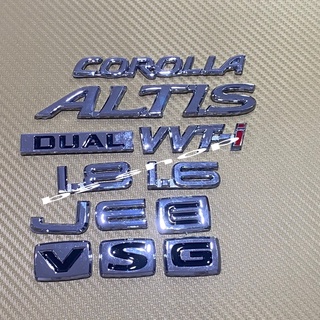 COROLLA
ALTIS
DUAL VVT-i
1.8 1.6
J E E
V S G